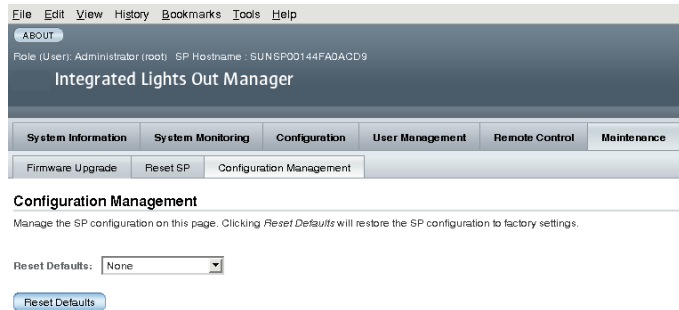 File Edit View History Bookmarks Tools Help
ABOUT
Role (User): Administrator (root) SP Hostname : SUNSP00144FA0ACD9
Integrated Lights Out Manager
System Information System Monitoring Configuration User Management Remote Control Maintenance
Firmware Upgrade Reset SP Configuration Management
Configuration Management
Manage the SP configuration on this page. Clicking Reset Defaults will restore the SP configuration to factory settings.
Reset Defaults: None
Reset Defaults